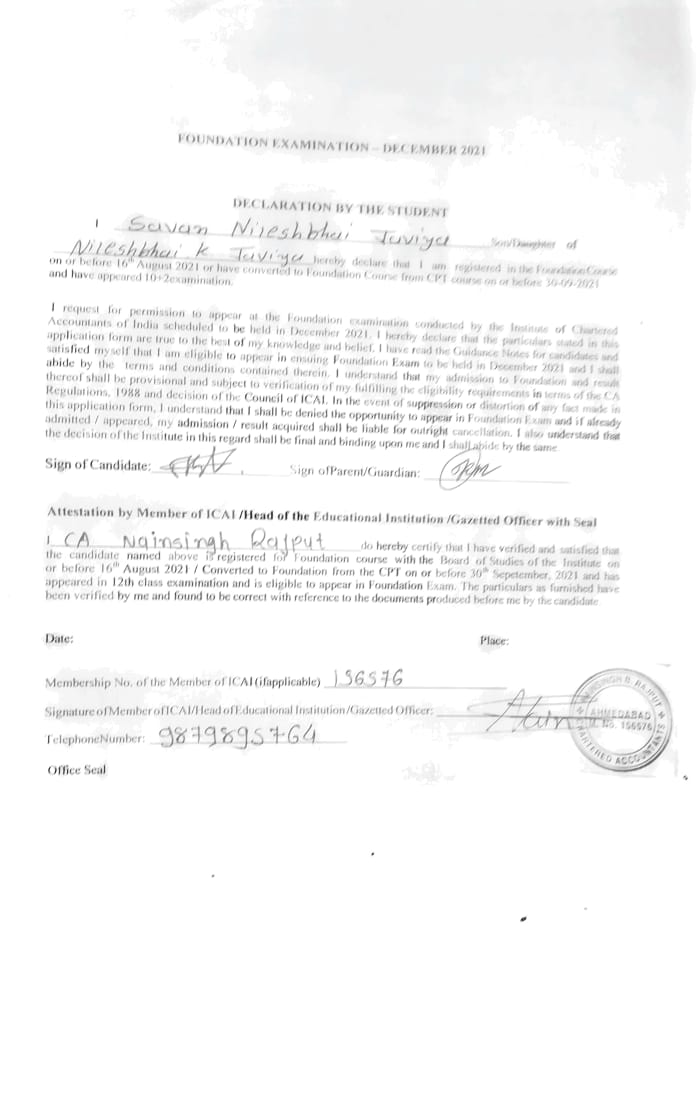 FOUNDATION EXAMINATION – DECEMBER 2021
DECLARATION BY THE STUDENT
I Savan Nileshbhai Javiya Son/Daughter of
Nileshbhai K Javiya hereby declare that I am registered in the Foundation Course
on or before 16th August 2021 or have converted to Foundation Course from CPT course on or before 30-09-2021
and have appeared 10+2examination.
I request for permission to appear at the Foundation examination conducted by the Institute of Chartered
Accountants of India scheduled to be held in December 2021. I hereby declare that the particulars stated in this
application form are true to the best of my knowledge and belief. I have read the Guidance Notes for candidates and
satisfied myself that I am eligible to appear in ensuing Foundation Exam to be held in December 2021 and I shall
abide by the terms and conditions contained therein. I understand that my admission to Foundation and result
thereof shall be provisional and subject to verification of my fulfilling the eligibility requirements in terms of the CA
Regulations, 1988 and decision of the Council of ICAI. In the event of suppression or distortion of any fact made in
this application form, I understand that I shall be denied the opportunity to appear in Foundation Exam and if already
admitted / appeared, my admission / result acquired shall be liable for outright cancellation. I also understand that
the decision of the Institute in this regard shall be final and binding upon me and I shall abide by the same
Sign of Candidate: Sign ofParent/Guardian:
Attestation by Member of ICAI /Head of the Educational Institution /Gazetted Officer with Seal
I CA Nainsingh Rajput do hereby certify that I have verified and satisfied that
the candidate named above is registered for Foundation course with the Board of Studies of the Institute on
or before 16th August 2021 / Converted to Foundation from the CPT on or before 30th Sepetember, 2021 and has
appeared in 12th class examination and is eligible to appear in Foundation Exam. The particulars as furnished have
been verified by me and found to be correct with reference to the documents produced before me by the candidate
Date: Place:
Membership No. of the Member of ICAI (ifapplicable) 156576
SignatureofMemberofICAI/Head ofEducational Institution/Gazetted Officer:
TelephoneNumber: 9879895764
Office Seal
NAINSINGH B. RAJPUT
AHMEDABAD
M. No. 156576
CHARTERED ACCOUNTANTS